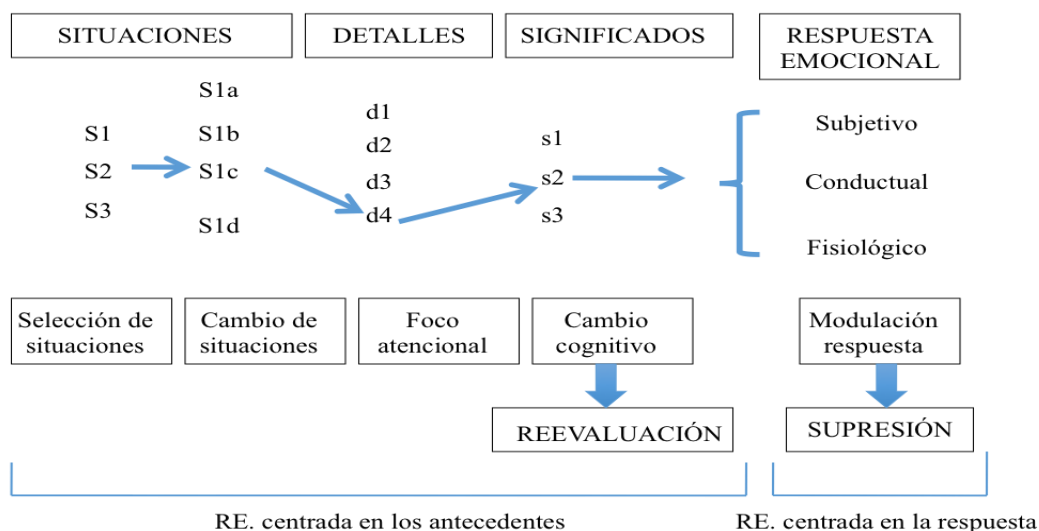 SITUACIONES
DETALLES
SIGNIFICADOS
RESPUESTA
EMOCIONAL
S1
S2
S3
S1a
S1b
S1c
S1d
d1
d2
d3
d4
s1
s2
s3
Subjetivo
Conductual
Fisiológico
Selección de
situaciones
Cambio de
situaciones
Foco
atencional
Cambio
cognitivo
Modulación
respuesta
REEVALUACIÓN
SUPRESIÓN
RE. centrada en los antecedentes
RE. centrada en la respuesta